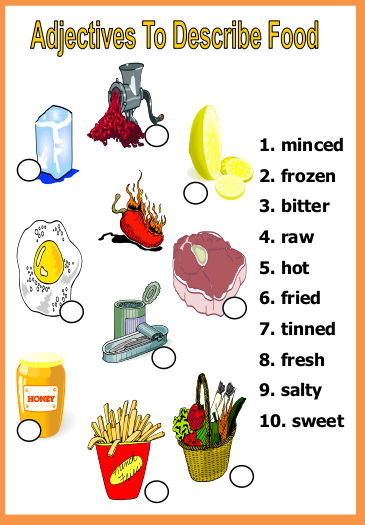 Adjectives To Describe Food
1. minced
2. frozen
3. bitter
4. raw
5. hot
6. fried
7. tinned
8. fresh
9. salty
10. sweet
HONEY